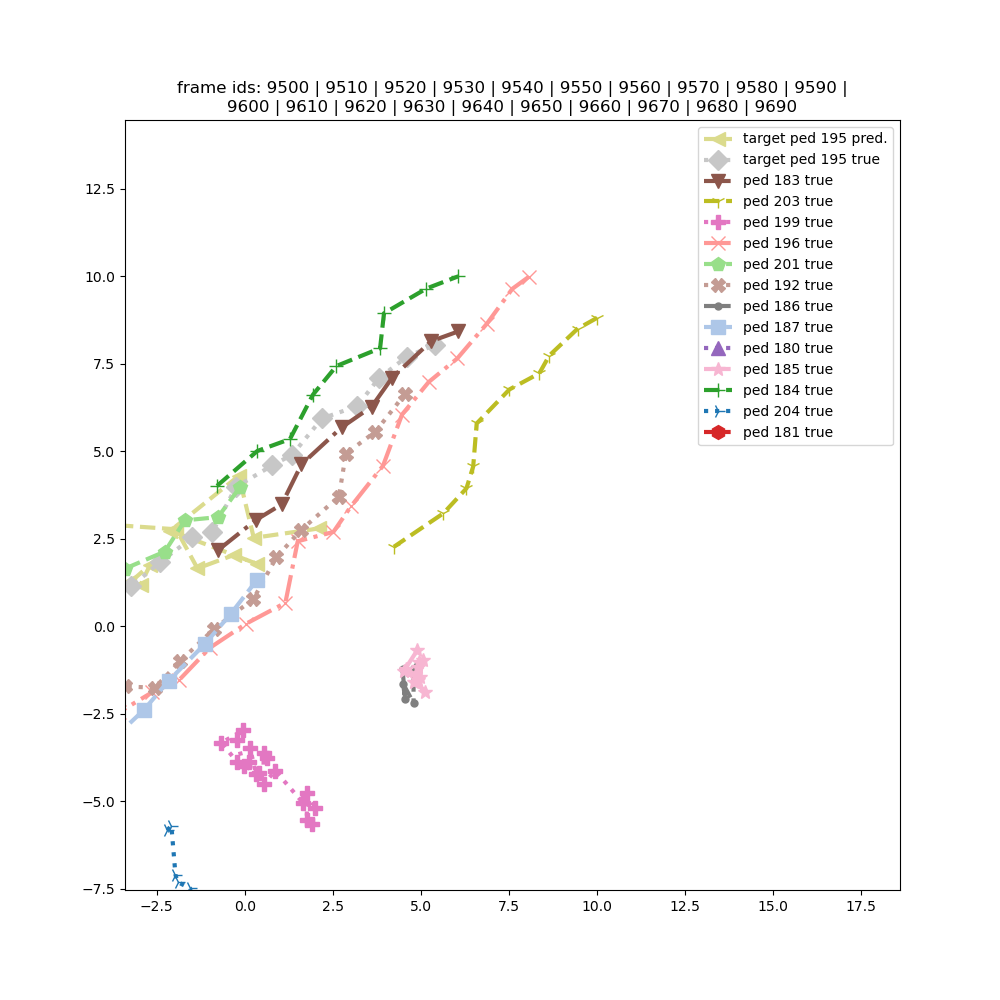 frame ids: 9500 | 9510 | 9520 | 9530 | 9540 | 9550 | 9560 | 9570 | 9580 | 9590 |
9600 | 9610 | 9620 | 9630 | 9640 | 9650 | 9660 | 9670 | 9680 | 9690
target ped 195 pred.
target ped 195 true
ped 183 true
ped 203 true
ped 199 true
ped 196 true
ped 201 true
ped 192 true
ped 186 true
ped 187 true
ped 180 true
ped 185 true
ped 184 true
ped 204 true
ped 181 true
12.5
10.0
7.5
5.0
2.5
0.0
−2.5
−5.0
−7.5
−2.5 0.0 2.5 5.0 7.5 10.0 12.5 15.0 17.5